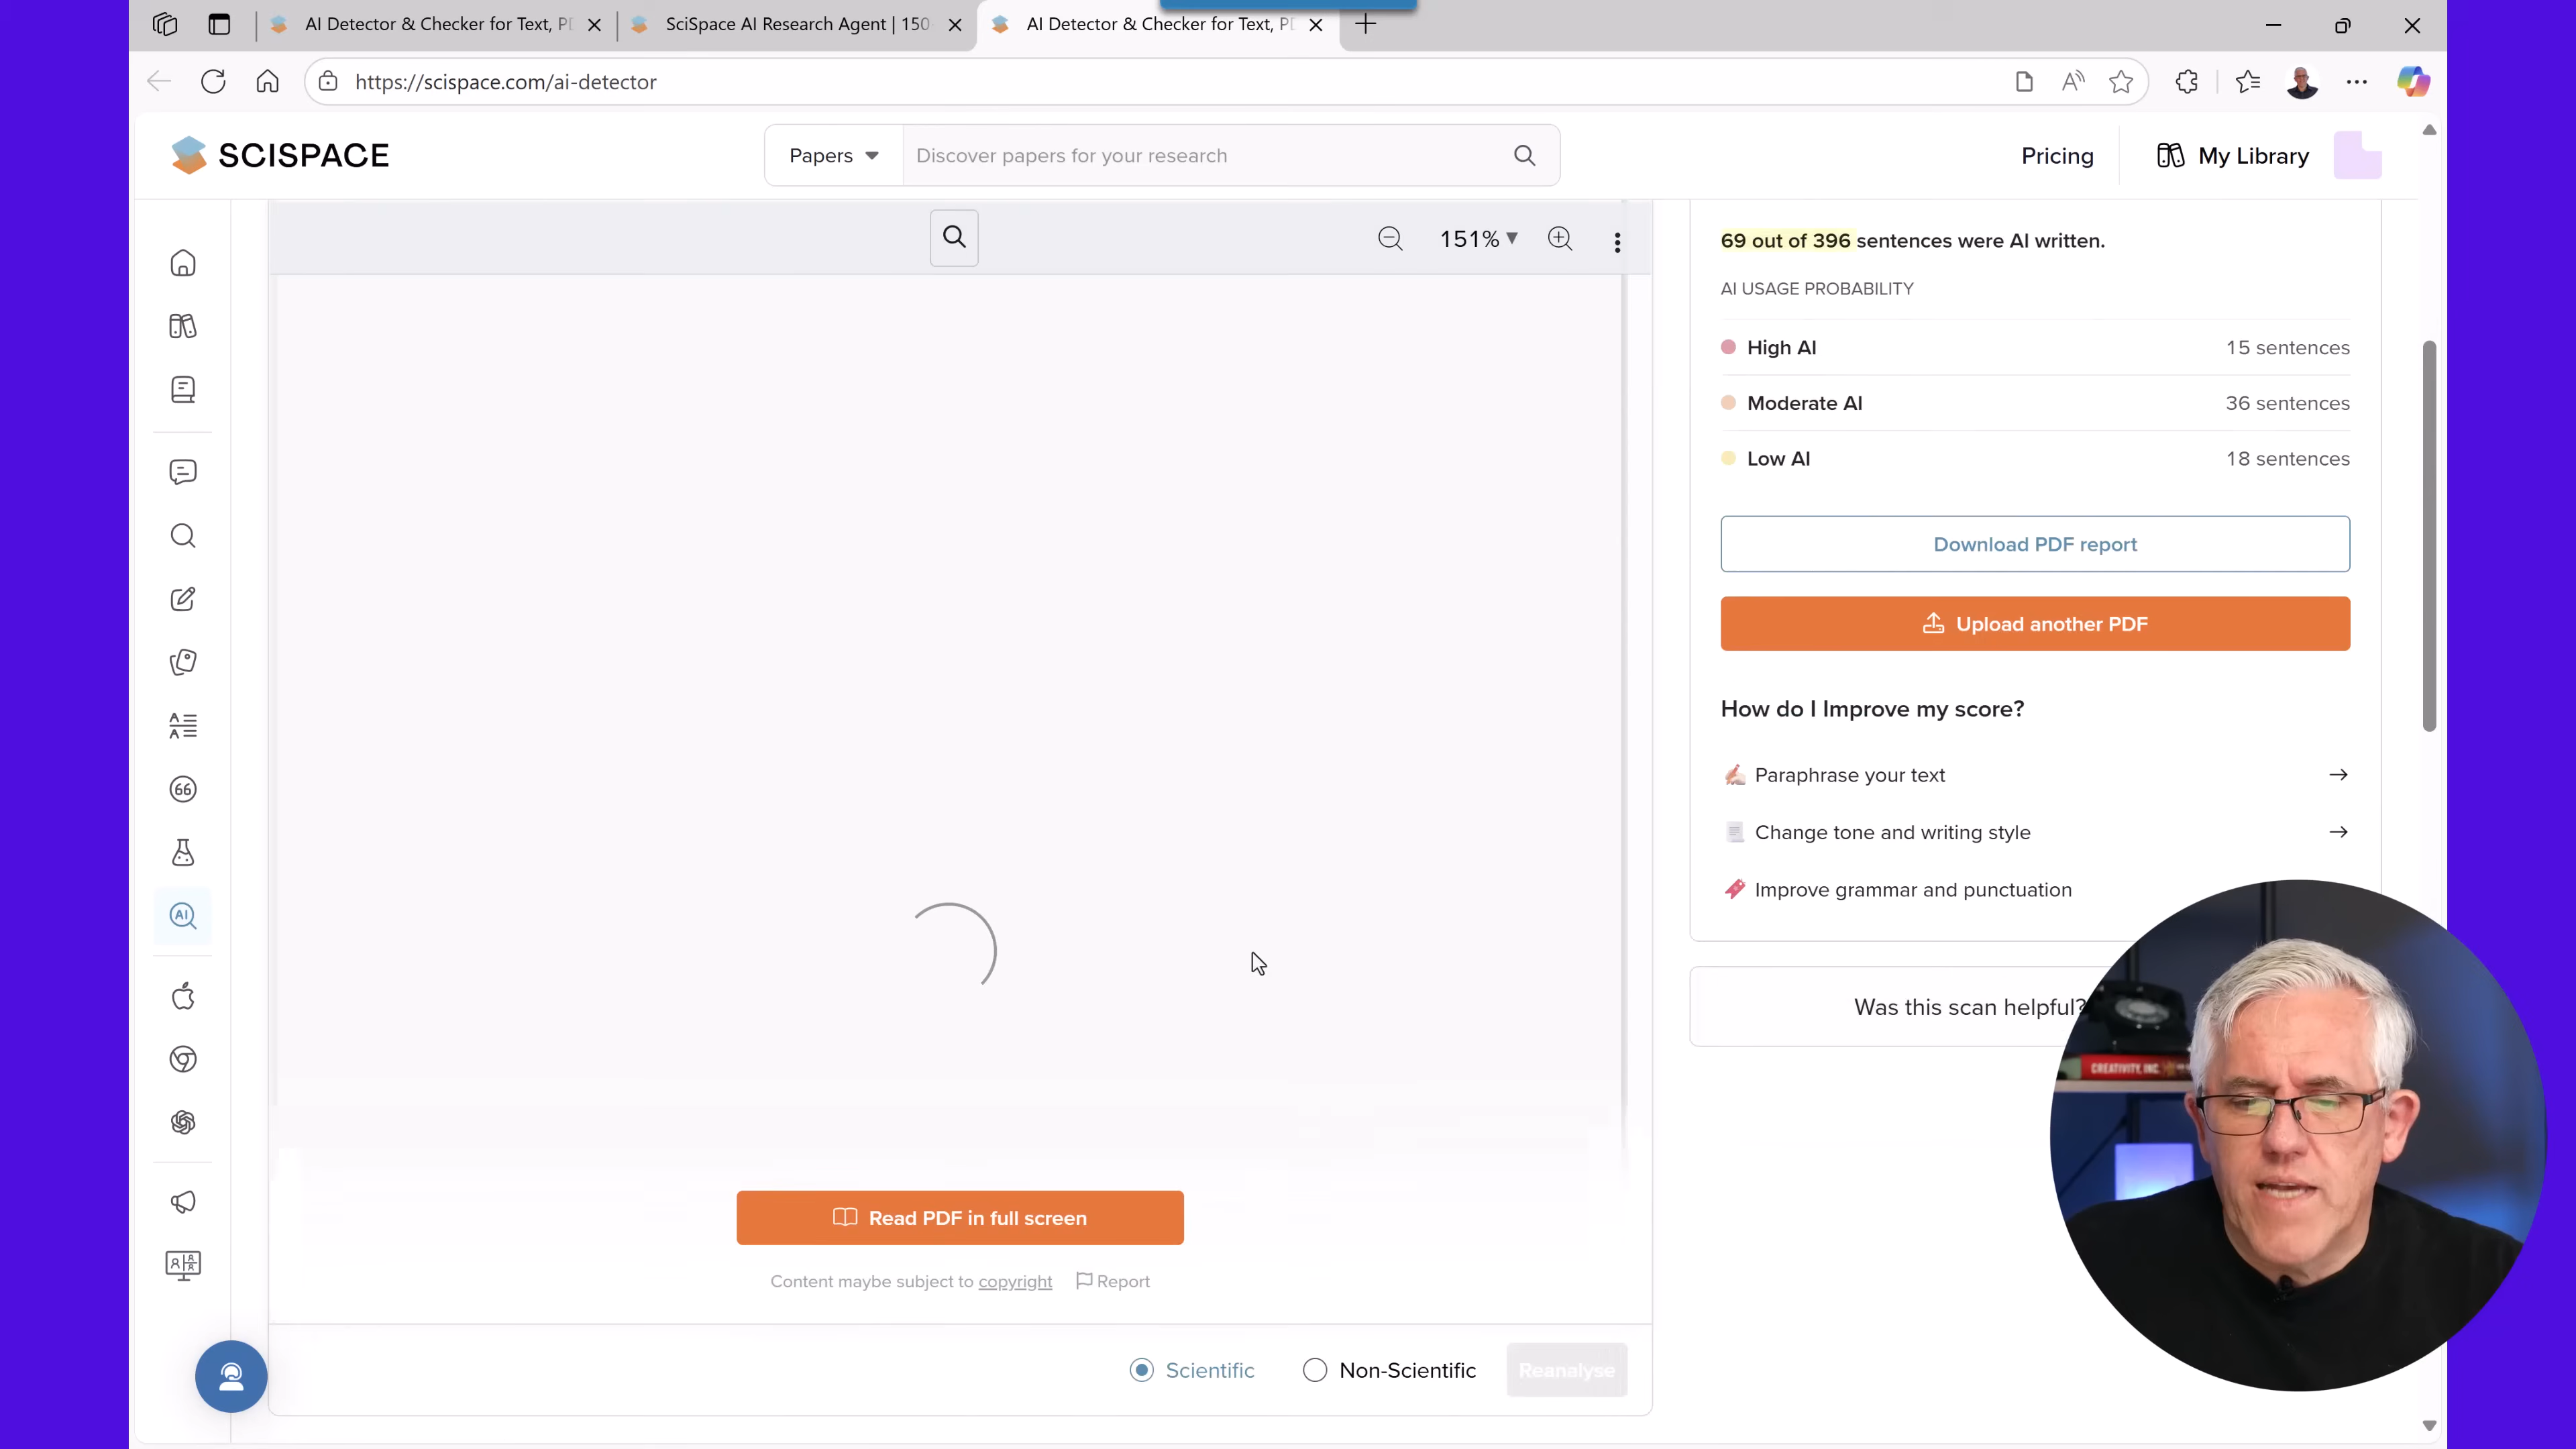 AI Detector & Checker for Text, P
SciSpace AI Research Agent | 150
AI Detector & Checker for Text, P
https://scispace.com/ai-detector
SCISPACE
Papers
Discover papers for your research
Pricing
My Library
151%
69 out of 396 sentences were AI written.
AI USAGE PROBABILITY
High AI
15 sentences
Moderate AI
36 sentences
Low AI
18 sentences
Download PDF report
Upload another PDF
How do I Improve my score?
Paraphrase your text
Change tone and writing style
Improve grammar and punctuation
Was this scan helpful?
CREATIVITY, INC.
Read PDF in full screen
Content maybe subject to copyright
Report
Scientific
Non-Scientific
Reanalyse